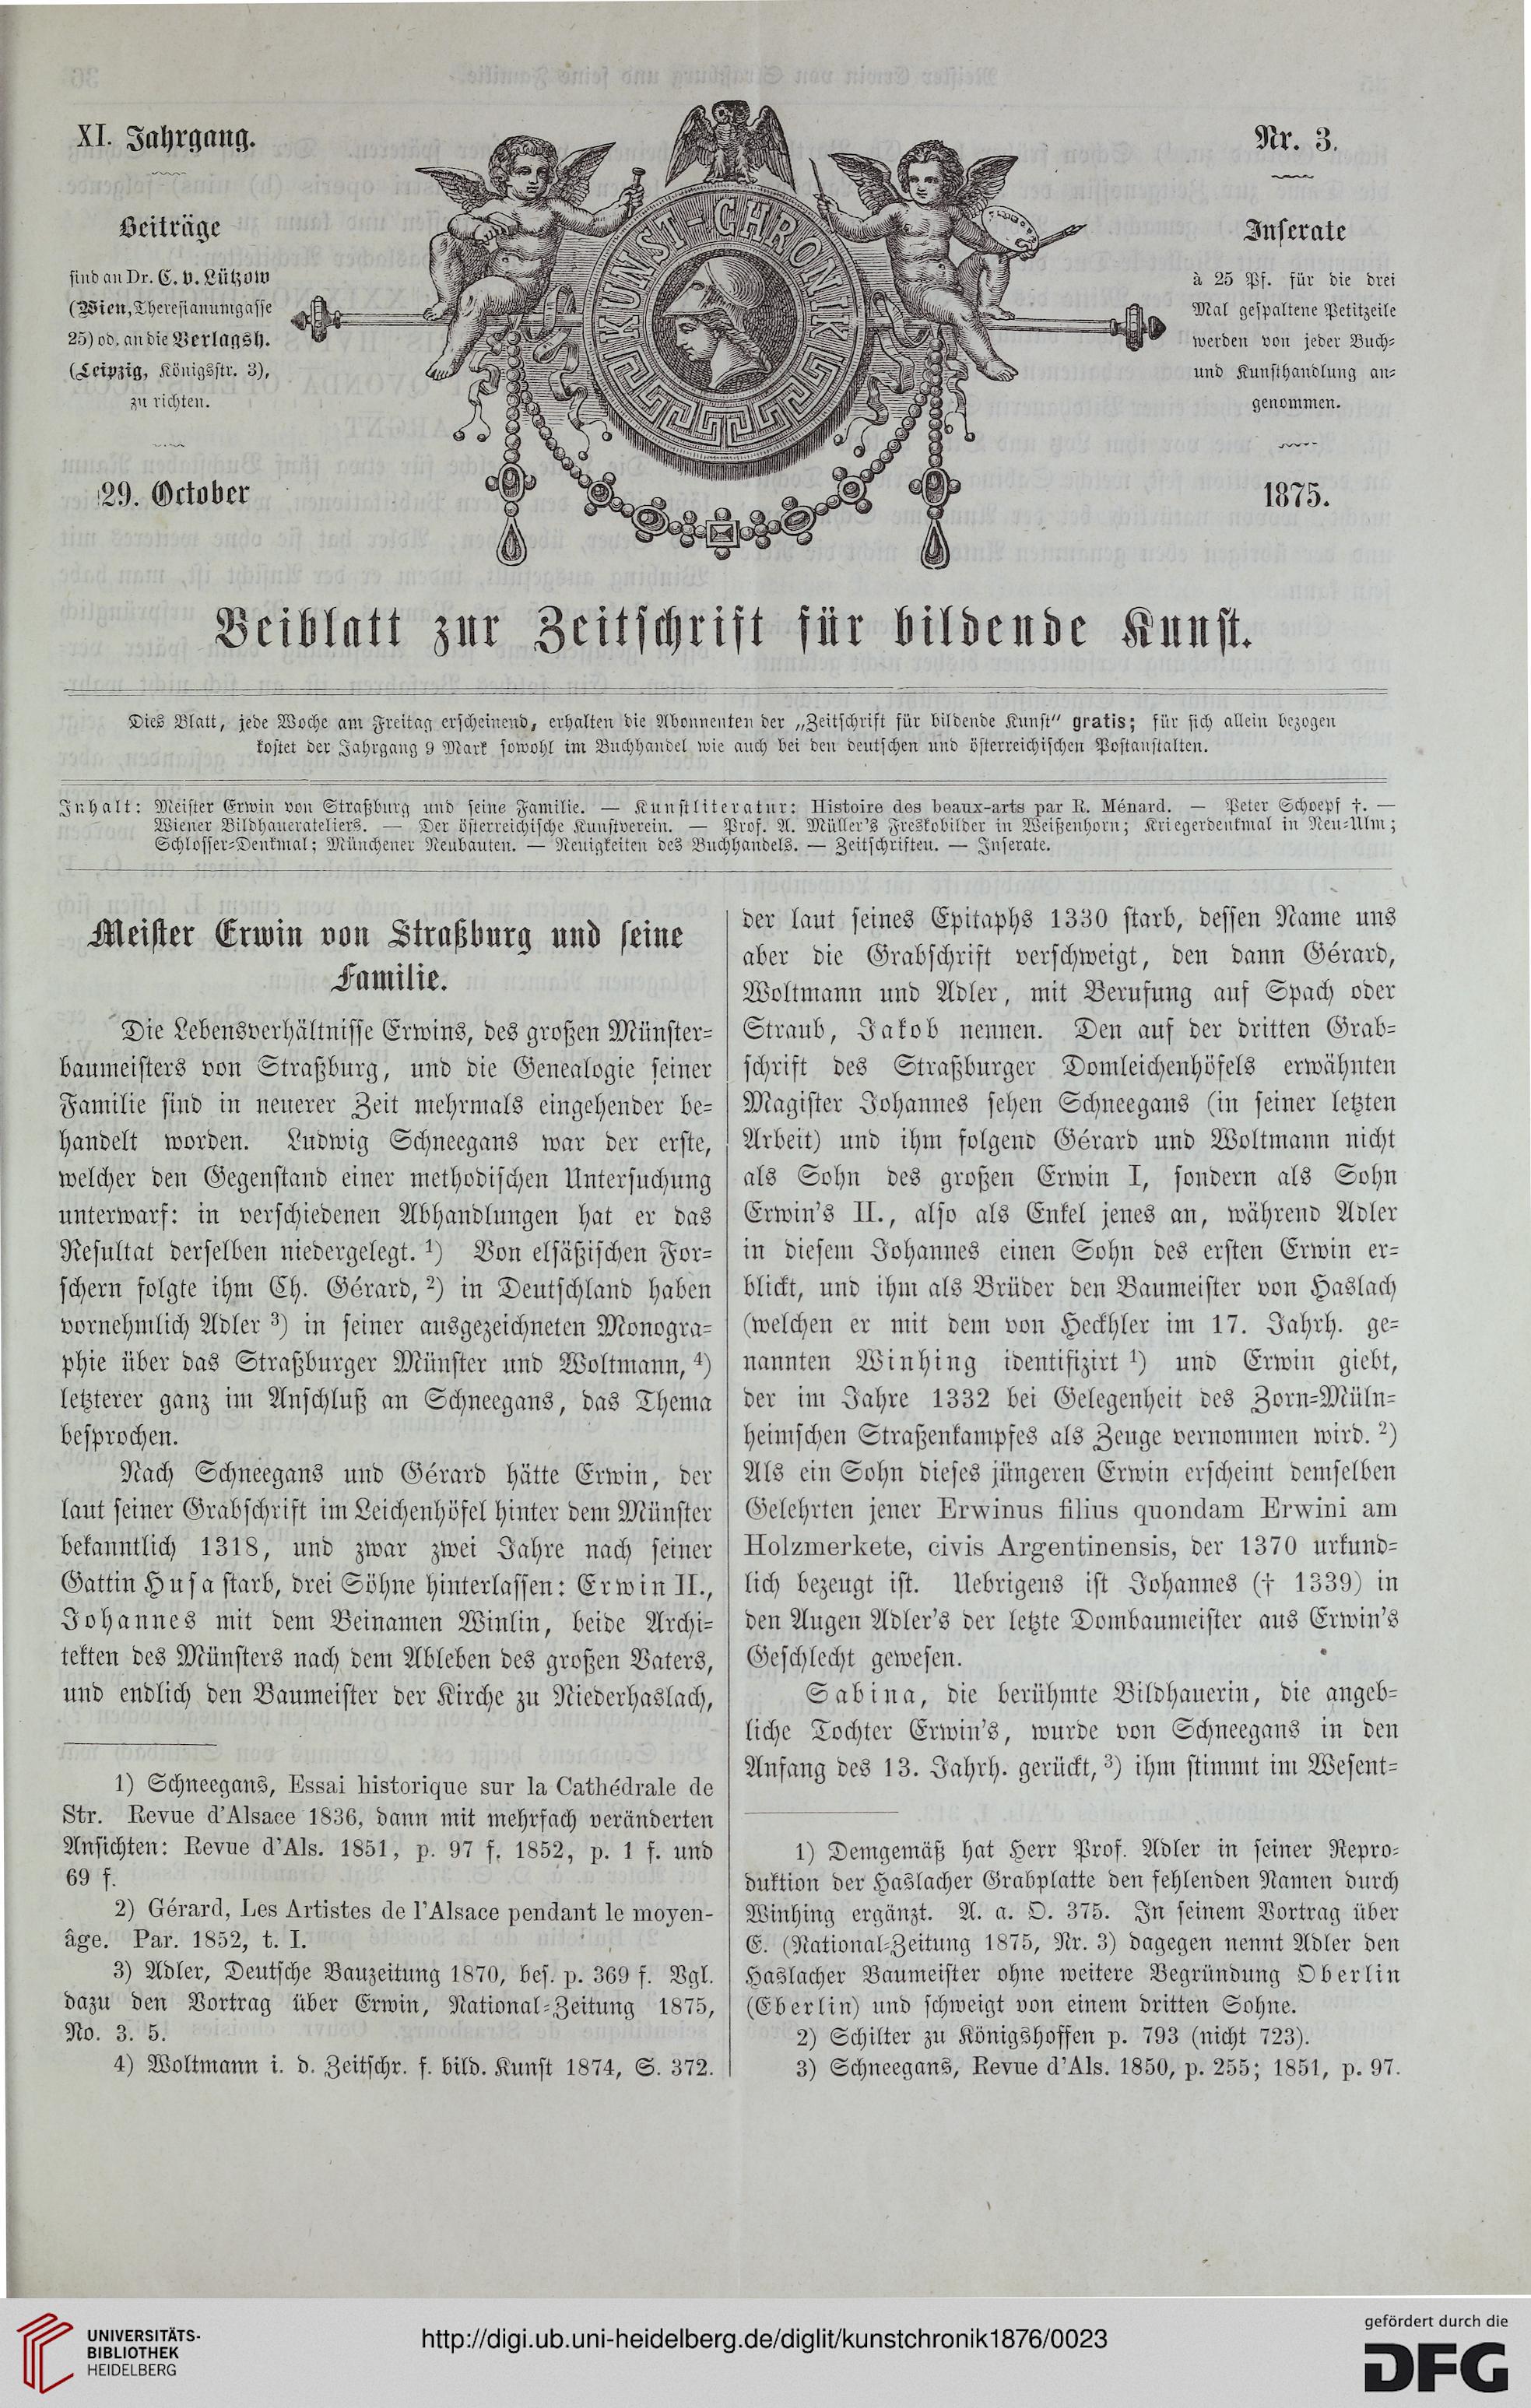 XI. Jahrgang.
Nr. 3.
Beiträge
sind an Dr. C. v. Lützow
(Wien, Theresianumgasse
25) od. an die Verlagsh.
(Leipzig, Königsstr. 3),
zu richten.
29. October
KUNST-CHRONIK
Inserate
à 25 Pf. für die drei
Mal gespaltene Petitzeile
werden von jeder Buch-
und Kunsthandlung an-
genommen.
1875.
Beiblatt zur Zeitschrift für bildende Kunst.
Dies Blatt, jede Woche am Freitag erscheinend, erhalten die Abonnenten der „Zeitschrift für bildende Kunst“ gratis; für sich allein bezogen
kostet der Jahrgang 9 Mark sowohl im Buchhandel wie auch bei den deutschen und österreichischen Postanstalten.
Inhalt: Meister Erwin von Straßburg und seine Familie. — Kunstliteratur: Histoire des beaux-arts par R. Ménard. — Peter Schoepf †. —
Wiener Bildhauerateliers. — Der österreichische Kunstverein. — Prof. A. Müller's Freskobilder in Weißenhorn; Kriegerdenkmal in Neu-Ulm;
Schlosser-Denkmal; Münchener Neubauten. — Neuigkeiten des Buchhandels. — Zeitschriften. — Inserate.
Meister Erwin von Straßburg und seine
Familie.
Die Lebensverhältnisse Erwins, des großen Münster-
baumeisters von Straßburg, und die Genealogie seiner
Familie sind in neuerer Zeit mehrmals eingehender be-
handelt worden. Ludwig Schneegans war der erste,
welcher den Gegenstand einer methodischen Untersuchung
unterwarf: in verschiedenen Abhandlungen hat er das
Resultat derselben niedergelegt. 1) Von elsäßischen For-
schern folgte ihm Ch. Gérard, 2) in Deutschland haben
vornehmlich Adler 3) in seiner ausgezeichneten Monogra-
phie über das Straßburger Münster und Woltmann, 4)
letzterer ganz im Anschluß an Schneegans, das Thema
besprochen.
Nach Schneegans und Gérard hätte Erwin, der
laut seiner Grabschrift im Leichenhöfel hinter dem Münster
bekanntlich 1318, und zwar zwei Jahre nach seiner
Gattin Husa starb, drei Söhne hinterlassen: Erwin II.,
Johannes mit dem Beinamen Winlin, beide Archi-
tekten des Münsters nach dem Ableben des großen Vaters,
und endlich den Baumeister der Kirche zu Niederhaslach,
1) Schneegans, Essai historique sur la Cathédrale de
Str. Revue d'Alsace 1836, dann mit mehrfach veränderten
Ansichten: Revue d'Als. 1851, p. 97 f. 1852, p. 1 f. und
69 f.
2) Gérard, Les Artistes de l'Alsace pendant le moyen-
âge. Par. 1852, t. I.
3) Adler, Deutsche Bauzeitung 1870, bes. p. 369 f. Vgl.
dazu den Vortrag über Erwin, National-Zeitung 1875,
No. 3. 5.
4) Woltmann i. d. Zeitschr. f. bild. Kunst 1874, S. 372.
der laut seines Epitaphs 1330 starb, dessen Name uns
aber die Grabschrift verschweigt, den dann Gérard,
Woltmann und Adler, mit Berufung auf Spach oder
Straub, Jakob nennen. Den auf der dritten Grab-
schrift des Straßburger Domleichenhöfels erwähnten
Magister Johannes sehen Schneegans (in seiner letzten
Arbeit) und ihm folgend Gérard und Woltmann nicht
als Sohn des großen Erwin I, sondern als Sohn
Erwin's II., also als Enkel jenes an, während Adler
in diesem Johannes einen Sohn des ersten Erwin er-
blickt, und ihm als Brüder den Baumeister von Haslach
(welchen er mit dem von Heckhler im 17. Jahrh. ge-
nannten Winhing identifizirt 1) und Erwin giebt,
der im Jahre 1332 bei Gelegenheit des Zorn-Müln-
heimschen Straßenkampfes als Zeuge vernommen wird. 2)
Als ein Sohn dieses jüngeren Erwin erscheint demselben
Gelehrten jener Erwinus filius quondam Erwini am
Holzmerkete, civis Argentinensis, der 1370 urkund-
lich bezeugt ist. Uebrigens ist Johannes († 1339) in
den Augen Adler's der letzte Dombaumeister aus Erwin's
Geschlecht gewesen.
Sabina, die berühmte Bildhauerin, die angeb-
liche Tochter Erwin's, wurde von Schneegans in den
Anfang des 13. Jahrh. gerückt, 3) ihm stimmt im Wesent-
1) Demgemäß hat Herr Prof. Adler in seiner Repro-
duktion der Haslacher Grabplatte den fehlenden Namen durch
Winhing ergänzt. A. a. O. 375. In seinem Vortrag über
E. (National-Zeitung 1875, Nr. 3) dagegen nennt Adler den
Haslacher Baumeister ohne weitere Begründung Oberlin
(Eberlin) und schweigt von einem dritten Sohne.
2) Schilter zu Königshoffen p. 793 (nicht 723).
3) Schneegans, Revue d'Als. 1850, p. 255; 1851, p. 97.
UNIVERSITÄTS-
BIBLIOTHEK
HEIDELBERG
http://digi.ub.uni-heidelberg.de/diglit/kunstchronik1876/0023
gefördert durch die
DFG